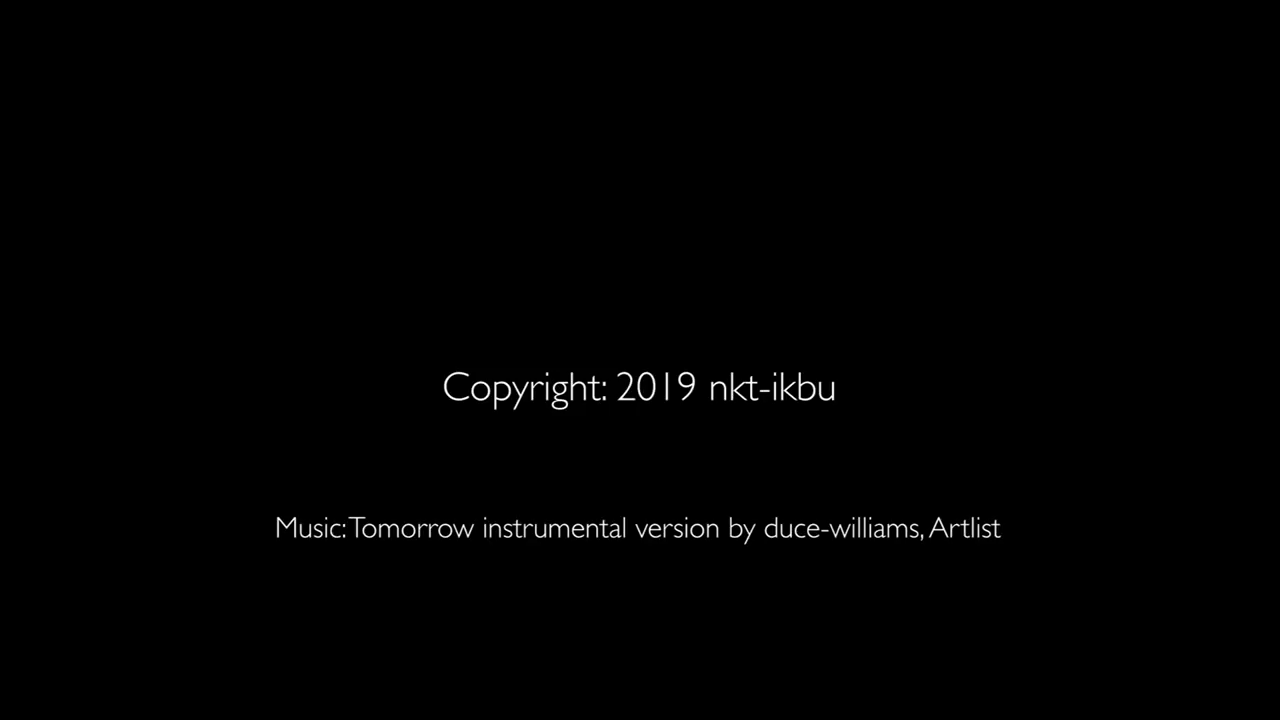 Copyright: 2019 nkt-ikbu
Music: Tomorrow instrumental version by duce-williams, Artlist